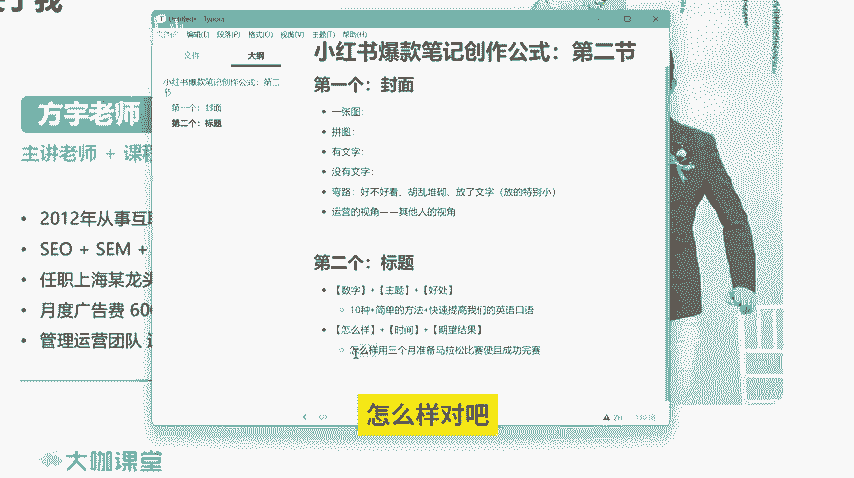 方宇老师
主讲老师 + 课程
• 2012年从事互联
• SEO + SEM +
• 任职上海某龙头
• 月度广告费 600
• 管理运营团队
大咖课堂
编辑(E) 段落(P) 格式(O) 视图(V) 主题(T) 帮助(H)
文件 大纲
小红书爆款笔记创作公式：第二节
第一个：封面
第二个：标题
小红书爆款笔记创作公式：第二节
第一个：封面
• 一张图：
• 拼图：
• 有文字：
• 没有文字：
• 弯路：好不好看、胡乱堆砌、放了文字（放的特别小）
• 运营的视角——其他人的视角
第二个：标题
• 【数字】+【主题】+【好处】
◦ 10种+简单的方法+快速提高我们的英语口语
• 【怎么样】+【时间】+【期望结果】
◦ 怎么样用三个月准备马拉松比赛使且成功完赛
怎么样对吧